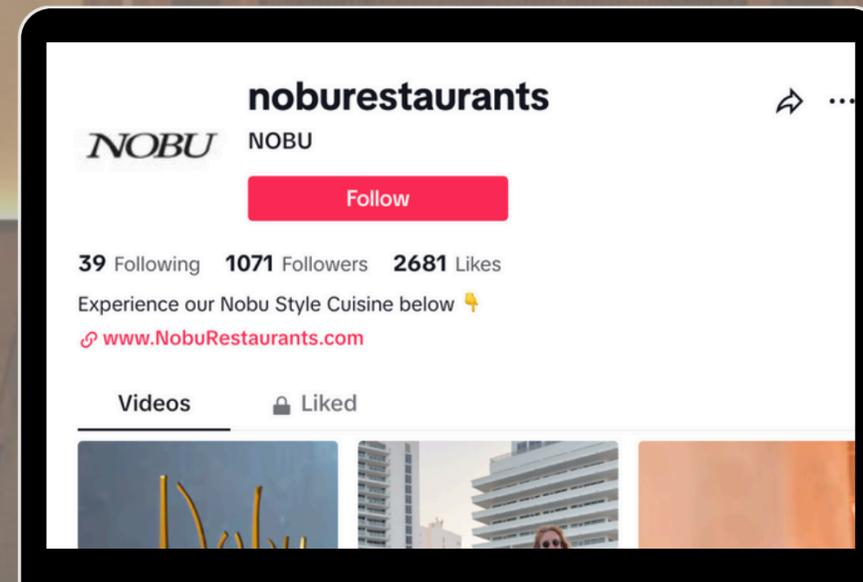 noburestaurants
NOBU
NOBU
Follow
39 Following 1071 Followers 2681 Likes
Experience our Nobu Style Cuisine below 👇
www.NobuRestaurants.com
Videos
Liked